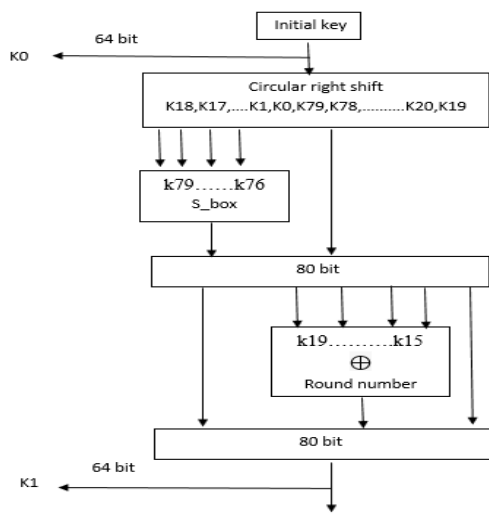 Initial key
64 bit
K0
Circular right shift
K18,K17,....K1,K0,K79,K78,..........K20,K19
k79......k76
S_box
80 bit
k19..........k15
⊕
Round number
80 bit
64 bit
K1